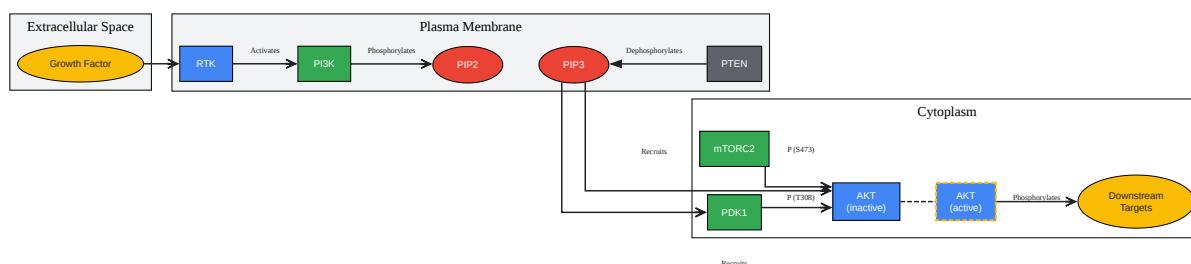 Extracellular Space
Growth Factor
Plasma Membrane
RTK
Activates
PI3K
Phosphorylates
PIP2
PIP3
Dephosphorylates
PTEN
Cytoplasm
Recruits
mTORC2
P (S473)
PDK1
P (T308)
AKT
(inactive)
AKT
(active)
Phosphorylates
Downstream
Targets
Recruits